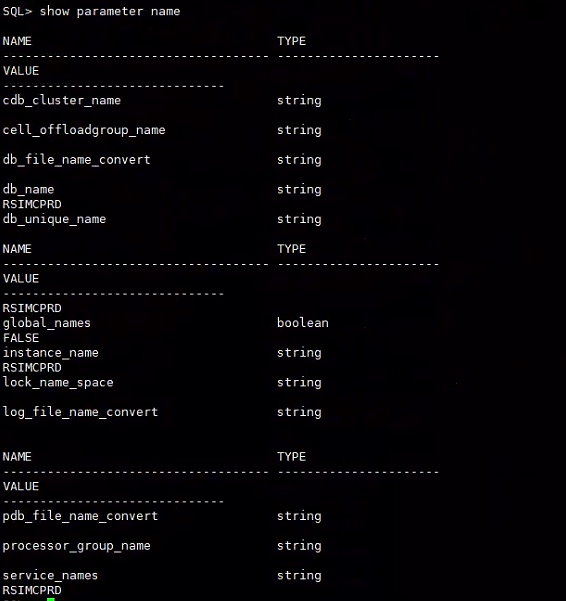 SQL> show parameter name
NAME                                 TYPE
------------------------------------ ----------------------
VALUE
------------------------------
cdb_cluster_name                     string
cell_offloadgroup_name               string
db_file_name_convert                 string
db_name                              string
RSIMCPRD
db_unique_name                       string
NAME                                 TYPE
------------------------------------ ----------------------
VALUE
------------------------------
RSIMCPRD
global_names                         boolean
FALSE
instance_name                        string
RSIMCPRD
lock_name_space                      string
log_file_name_convert                string
NAME                                 TYPE
------------------------------------ ----------------------
VALUE
------------------------------
pdb_file_name_convert                string
processor_group_name                 string
service_names                        string
RSIMCPRD